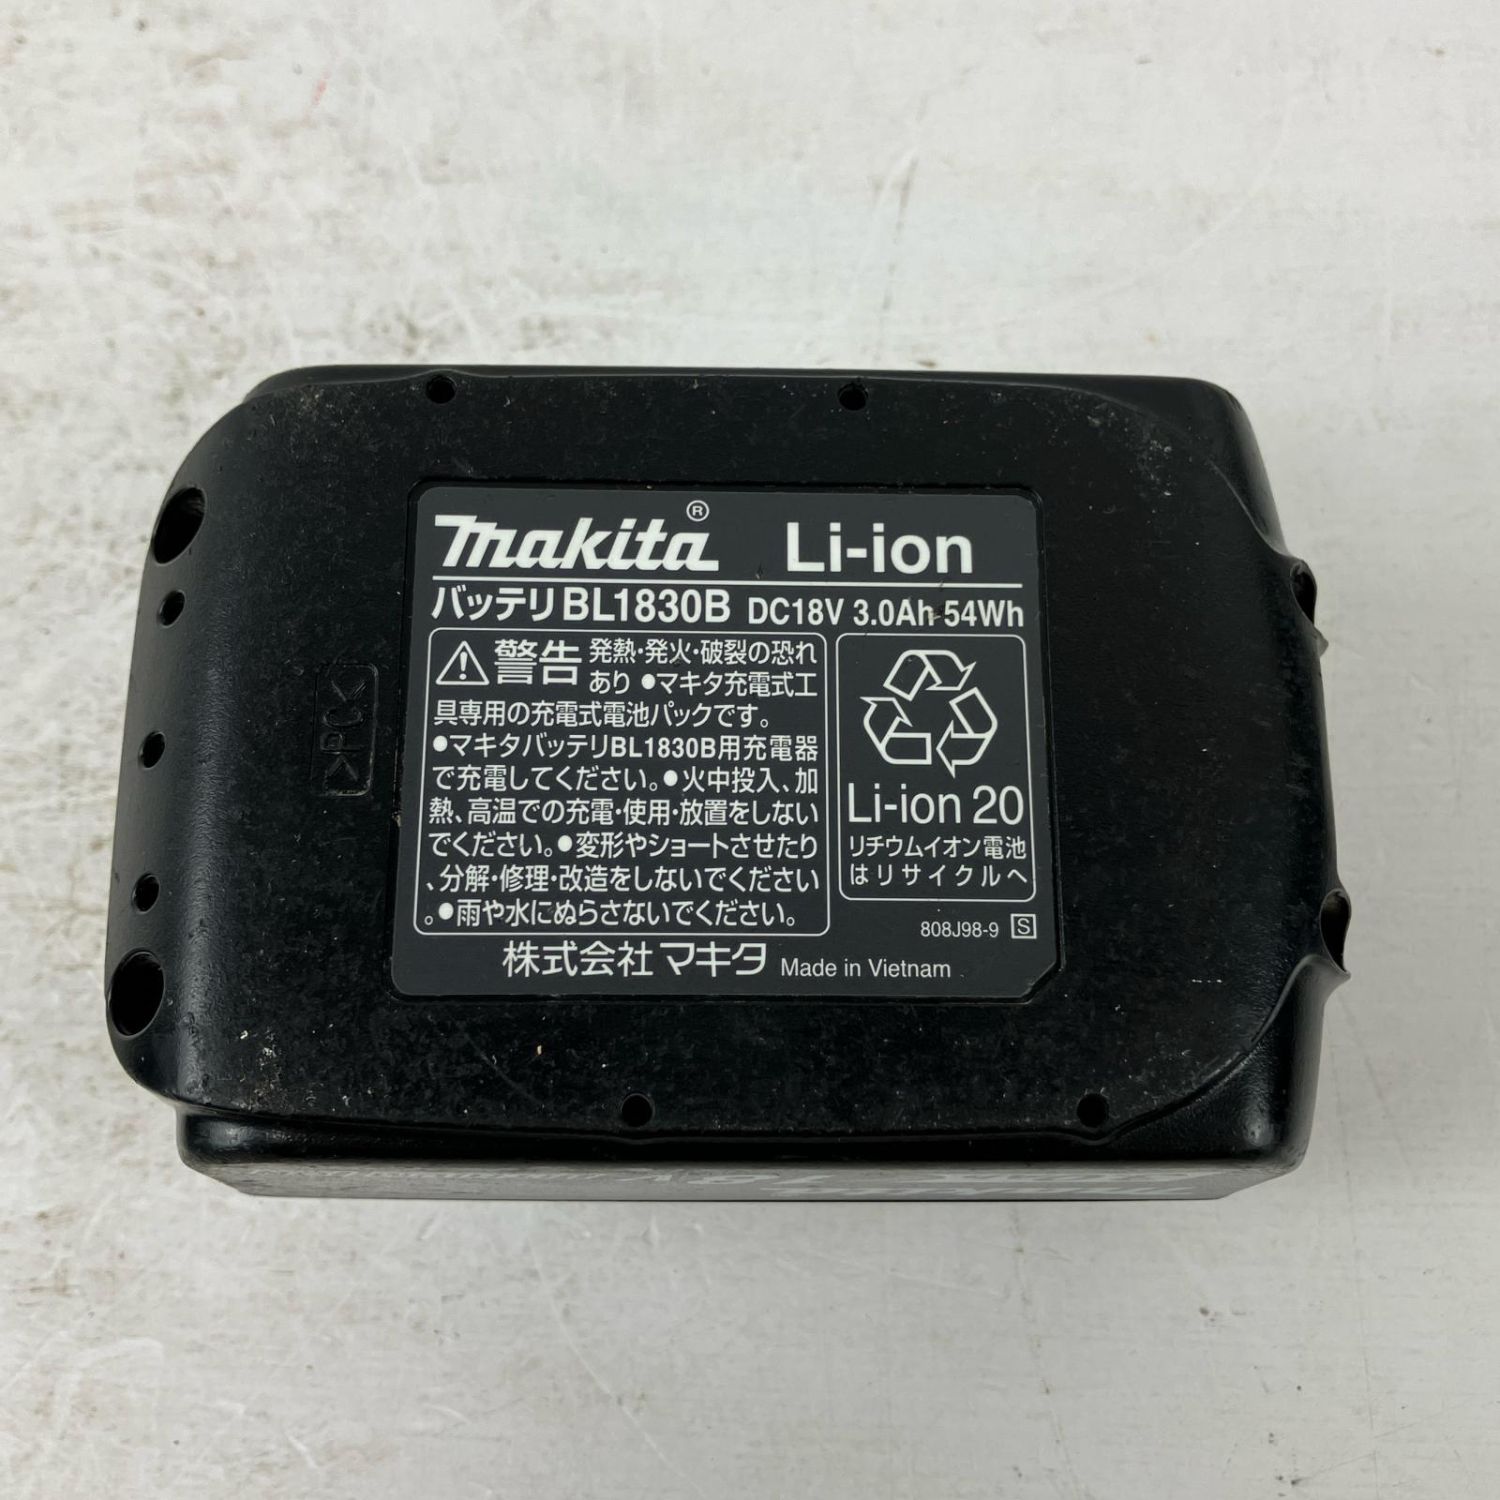 makita® Li-ion
バッテリ BL1830B DC18V 3.0Ah 54Wh
警告 発熱・発火・破裂の恐れ
あり ●マキタ充電式工
具専用の充電式電池パックです。
●マキタバッテリBL1830B用充電器
で充電してください。●火中投入、加
熱、高温での充電・使用・放置をしない
でください。●変形やショートさせたり
、分解・修理・改造をしないでください
。●雨や水にぬらさないでください。
Li-ion 20
リチウムイオン電池
はリサイクルへ
808J98-9 S
株式会社マキタ Made in Vietnam
>PC<
18V